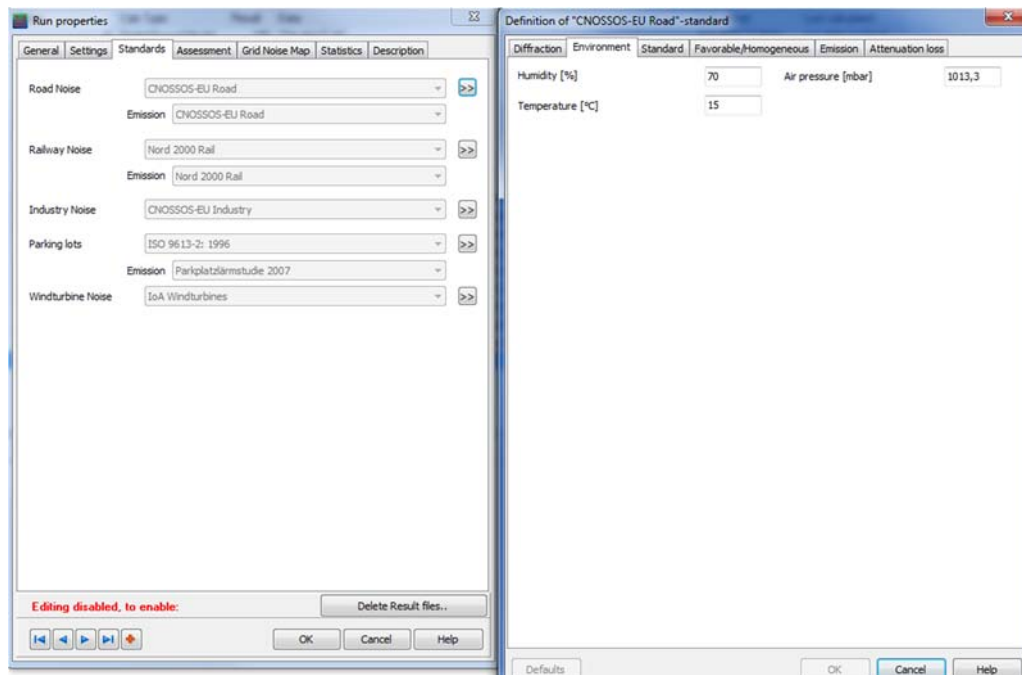 Run properties
General Settings Standards Assessment Grid Noise Map Statistics Description
Road Noise CNOSSOS-EU Road >>
Emission CNOSSOS-EU Road
Railway Noise Nord 2000 Rail >>
Emission Nord 2000 Rail
Industry Noise CNOSSOS-EU Industry >>
Parking lots ISO 9613-2: 1996 >>
Emission Parkplatzlärmstudie 2007
Windturbine Noise IoA Windturbines >>
Editing disabled, to enable: Delete Result files..
OK Cancel Help
Definition of "CNOSSOS-EU Road"-standard
Diffraction Environment Standard Favorable/Homogeneous Emission Attenuation loss
Humidity [%] 70 Air pressure [mbar] 1013,3
Temperature [°C] 15
Defaults OK Cancel Help